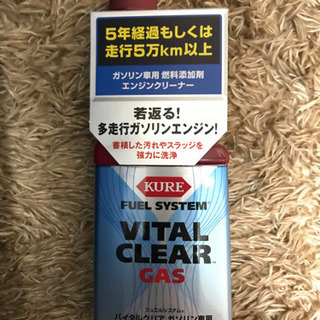 5年経過もしくは
走行5万km以上
ガソリン車用 燃料添加剤
エンジンクリーナー
若返る!
多走行ガソリンエンジン!
蓄積した汚れやスラッジを
強力に洗浄
KURE
FUEL SYSTEM
VITAL
CLEAR™
GAS
フュエルシステム
バイタルクリア ガソリン車専用